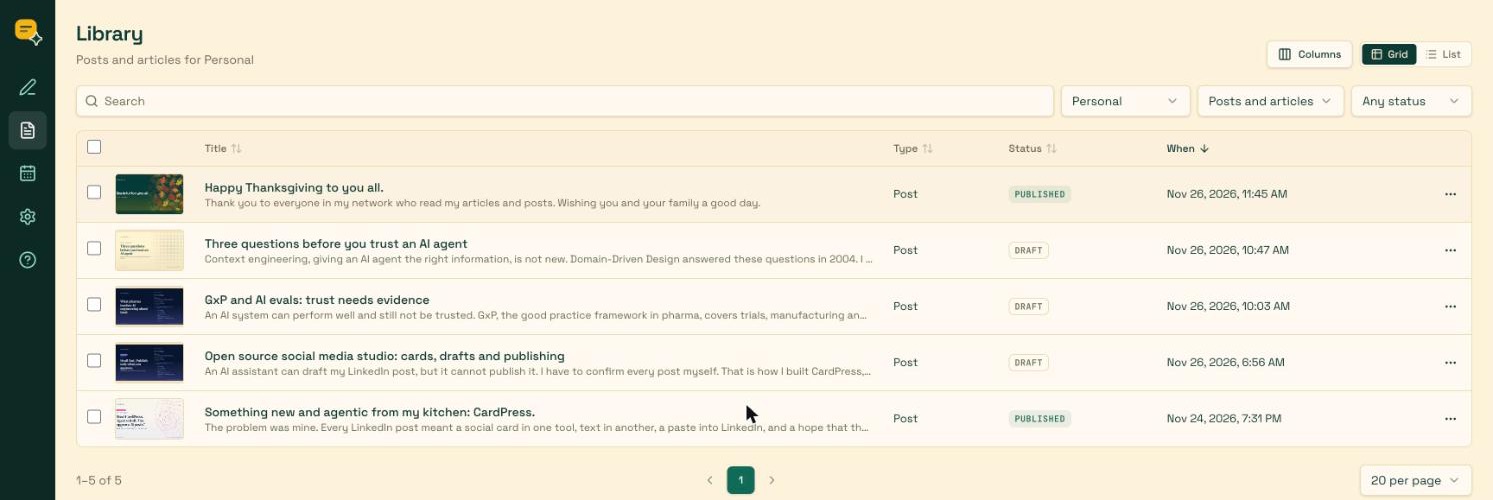 Library
Posts and articles for Personal
Columns
Grid
List
Search
Personal
Posts and articles
Any status
Title
Type
Status
When
Happy Thanksgiving to you all.
Thank you to everyone in my network who read my articles and posts. Wishing you and your family a good day.
Post
PUBLISHED
Nov 26, 2026, 11:45 AM
Three questions before you trust an AI agent
Context engineering, giving an AI agent the right information, is not new. Domain-Driven Design answered these questions in 2004. I ...
Post
DRAFT
Nov 26, 2026, 10:47 AM
GxP and AI evals: trust needs evidence
An AI system can perform well and still not be trusted. GxP, the good practice framework in pharma, covers trials, manufacturing an...
Post
DRAFT
Nov 26, 2026, 10:03 AM
Open source social media studio: cards, drafts and publishing
An AI assistant can draft my LinkedIn post, but it cannot publish it. I have to confirm every post myself. That is how I built CardPress,...
Post
DRAFT
Nov 26, 2026, 6:56 AM
Something new and agentic from my kitchen: CardPress.
The problem was mine. Every LinkedIn post meant a social card in one tool, text in another, a paste into LinkedIn, and a hope that th...
Post
PUBLISHED
Nov 24, 2026, 7:31 PM
1–5 of 5
1
20 per page